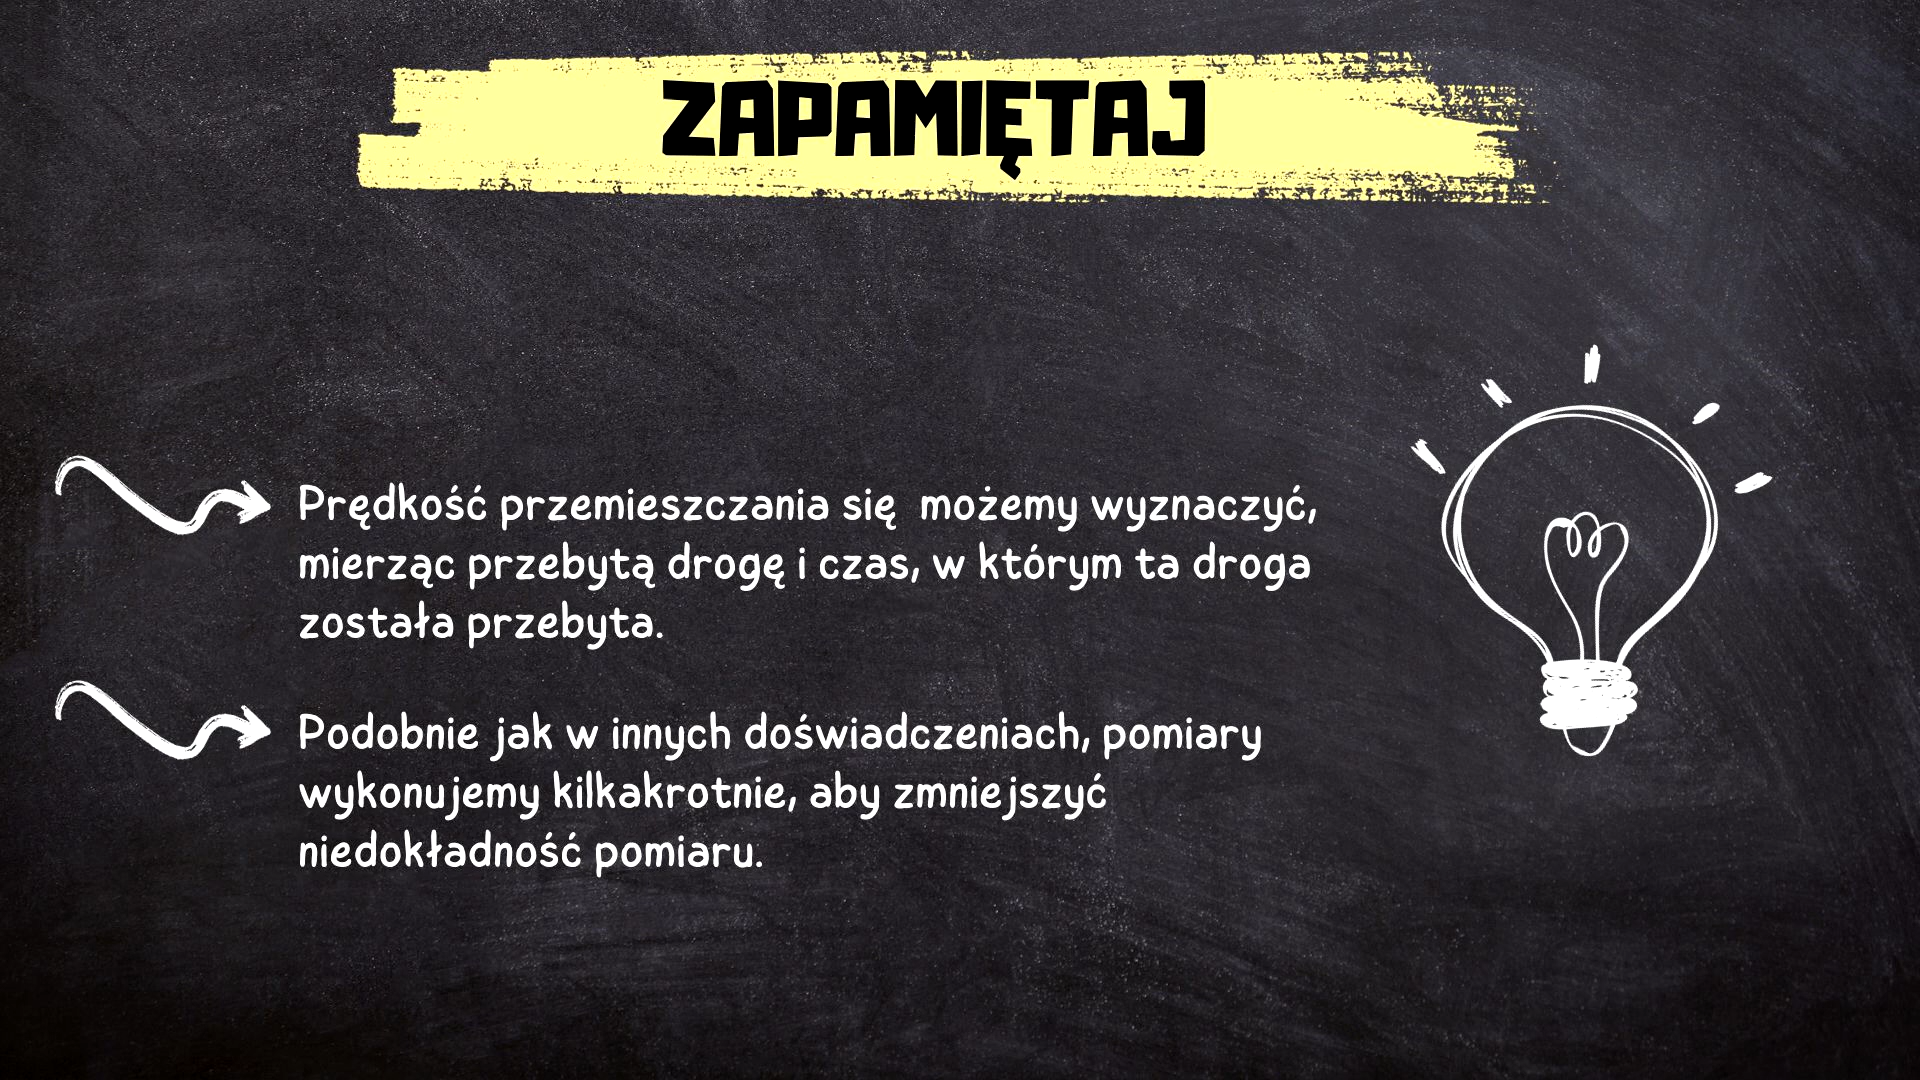 ZAPAMIĘTAJ
Prędkość przemieszczania się możemy wyznaczyć,
mierząc przebytą drogę i czas, w którym ta droga
została przebyta.
Podobnie jak w innych doświadczeniach, pomiary
wykonujemy kilkakrotnie, aby zmniejszyć
niedokładność pomiaru.